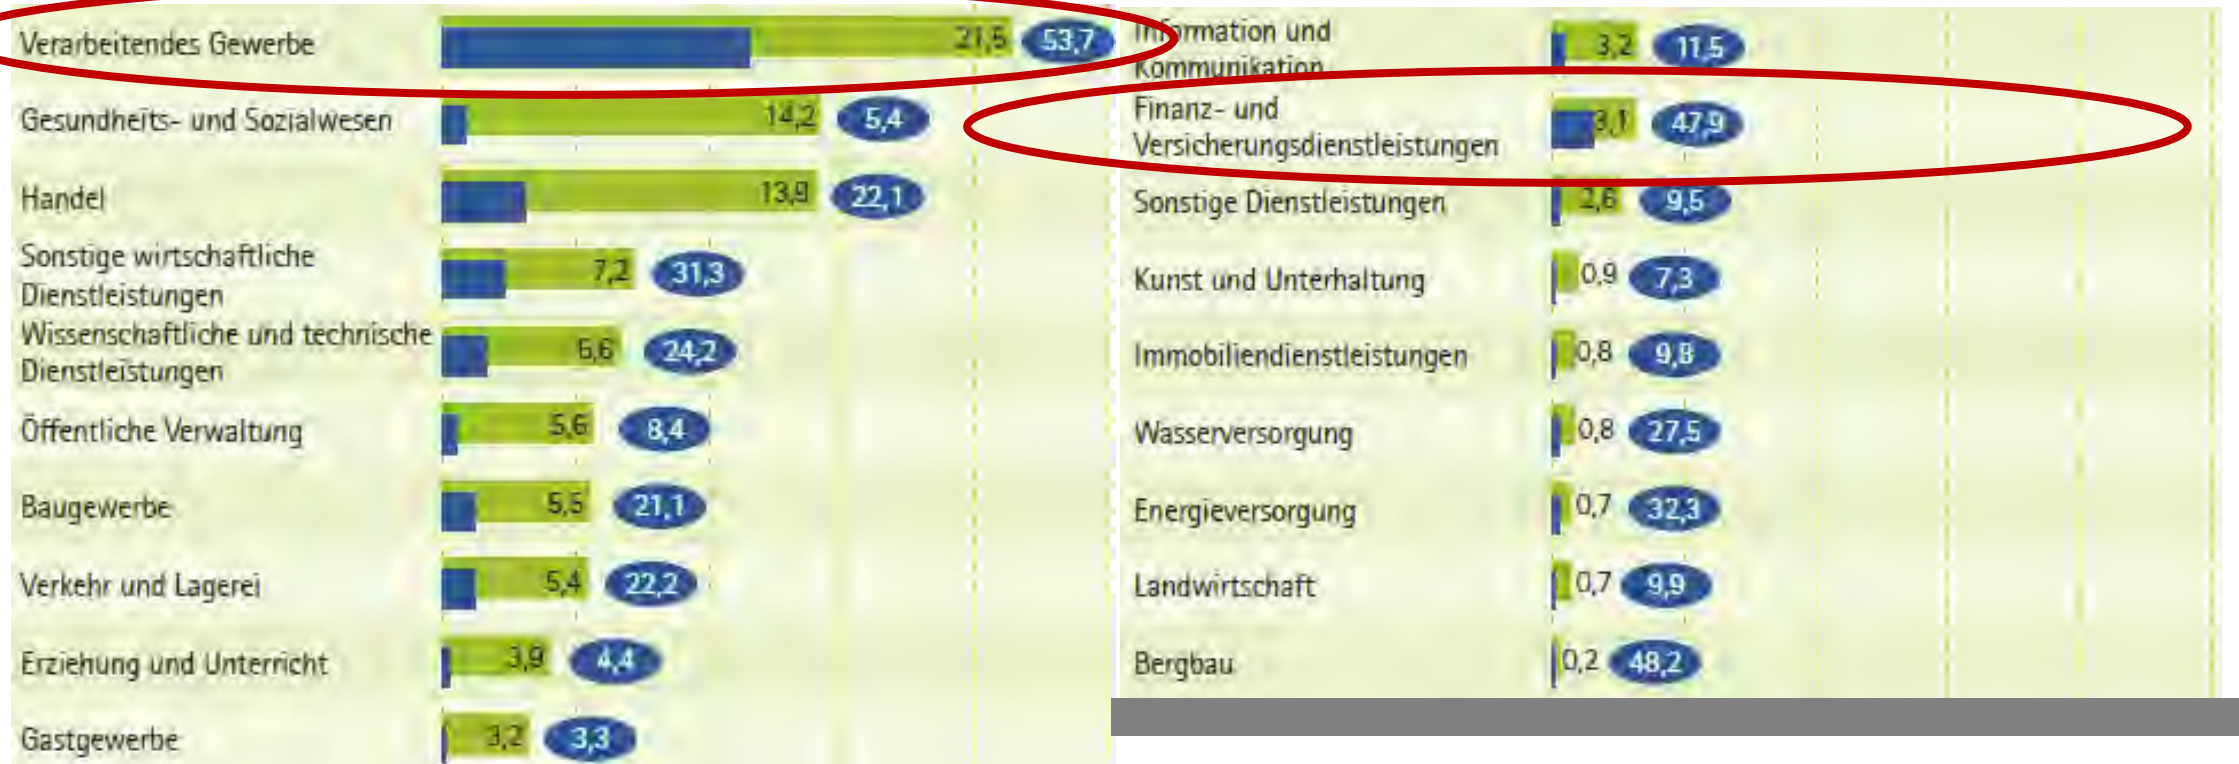 Verarbeitendes Gewerbe 21,5 53,7
Gesundheits- und Sozialwesen 14,2 5,4
Handel 13,9 22,1
Sonstige wirtschaftliche
Dienstleistungen 7,2 31,3
Wissenschaftliche und technische
Dienstleistungen 6,6 24,2
Öffentliche Verwaltung 5,6 8,4
Baugewerbe 5,5 21,1
Verkehr und Lagerei 5,4 22,2
Erziehung und Unterricht 3,9 4,4
Gastgewerbe 3,2 3,3
Information und
Kommunikation 3,2 11,5
Finanz- und
Versicherungsdienstleistungen 3,1 47,9
Sonstige Dienstleistungen 2,6 9,5
Kunst und Unterhaltung 0,9 7,3
Immobiliendienstleistungen 0,8 9,8
Wasserversorgung 0,8 27,5
Energieversorgung 0,7 32,3
Landwirtschaft 0,7 9,9
Bergbau 0,2 48,2